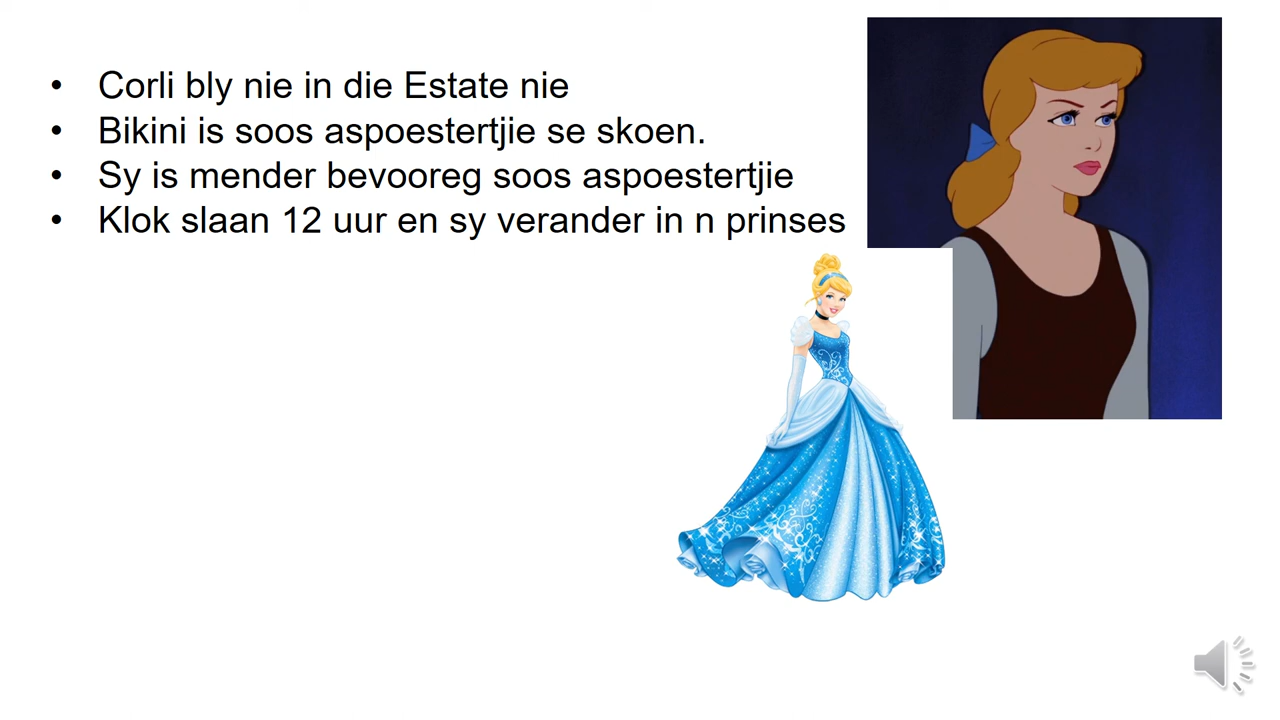 • Corli bly nie in die Estate nie
• Bikini is soos aspoestertjie se skoen.
• Sy is mender bevooreg soos aspoestertjie
• Klok slaan 12 uur en sy verander in n prinses